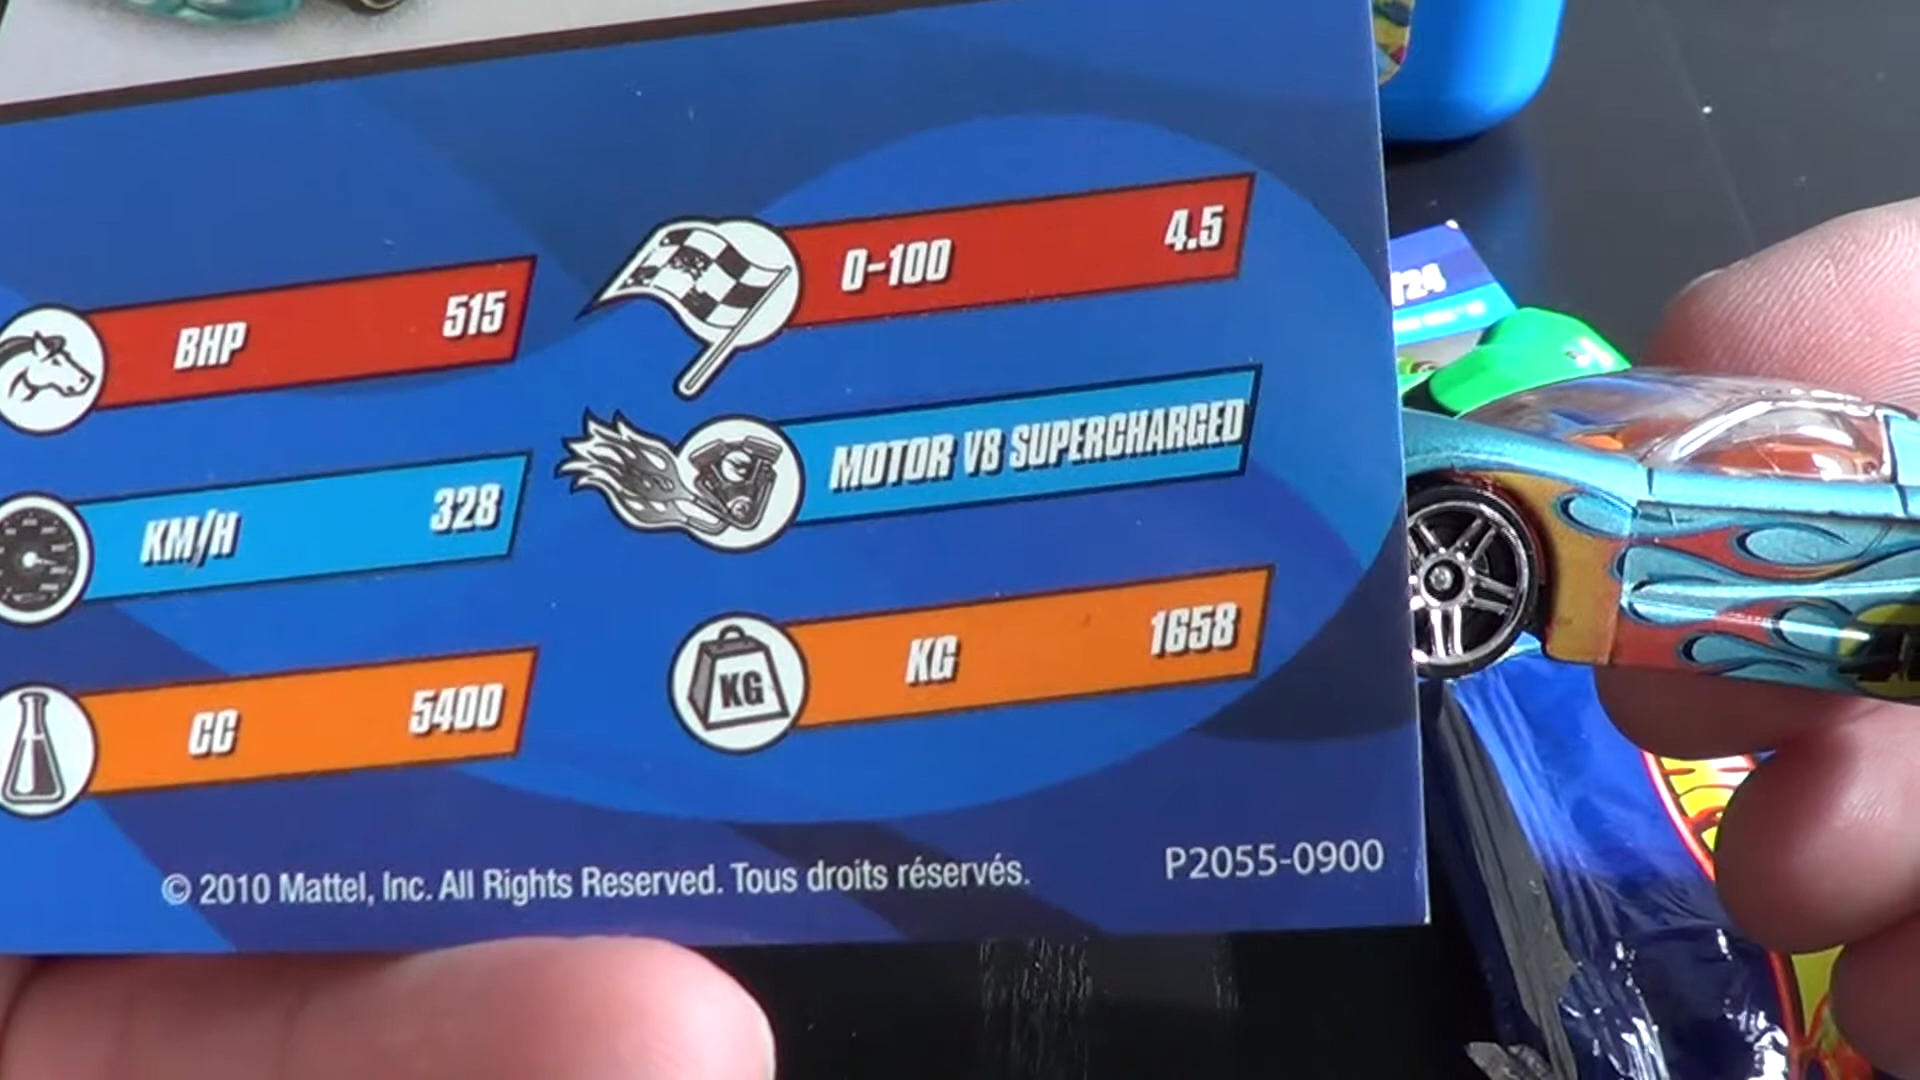 BHP 515
0-100 4.5
KM/H 328
MOTOR V8 SUPERCHARGED
CC 5400
KG
KG 1658
© 2010 Mattel, Inc. All Rights Reserved. Tous droits réservés.
P2055-0900
/24